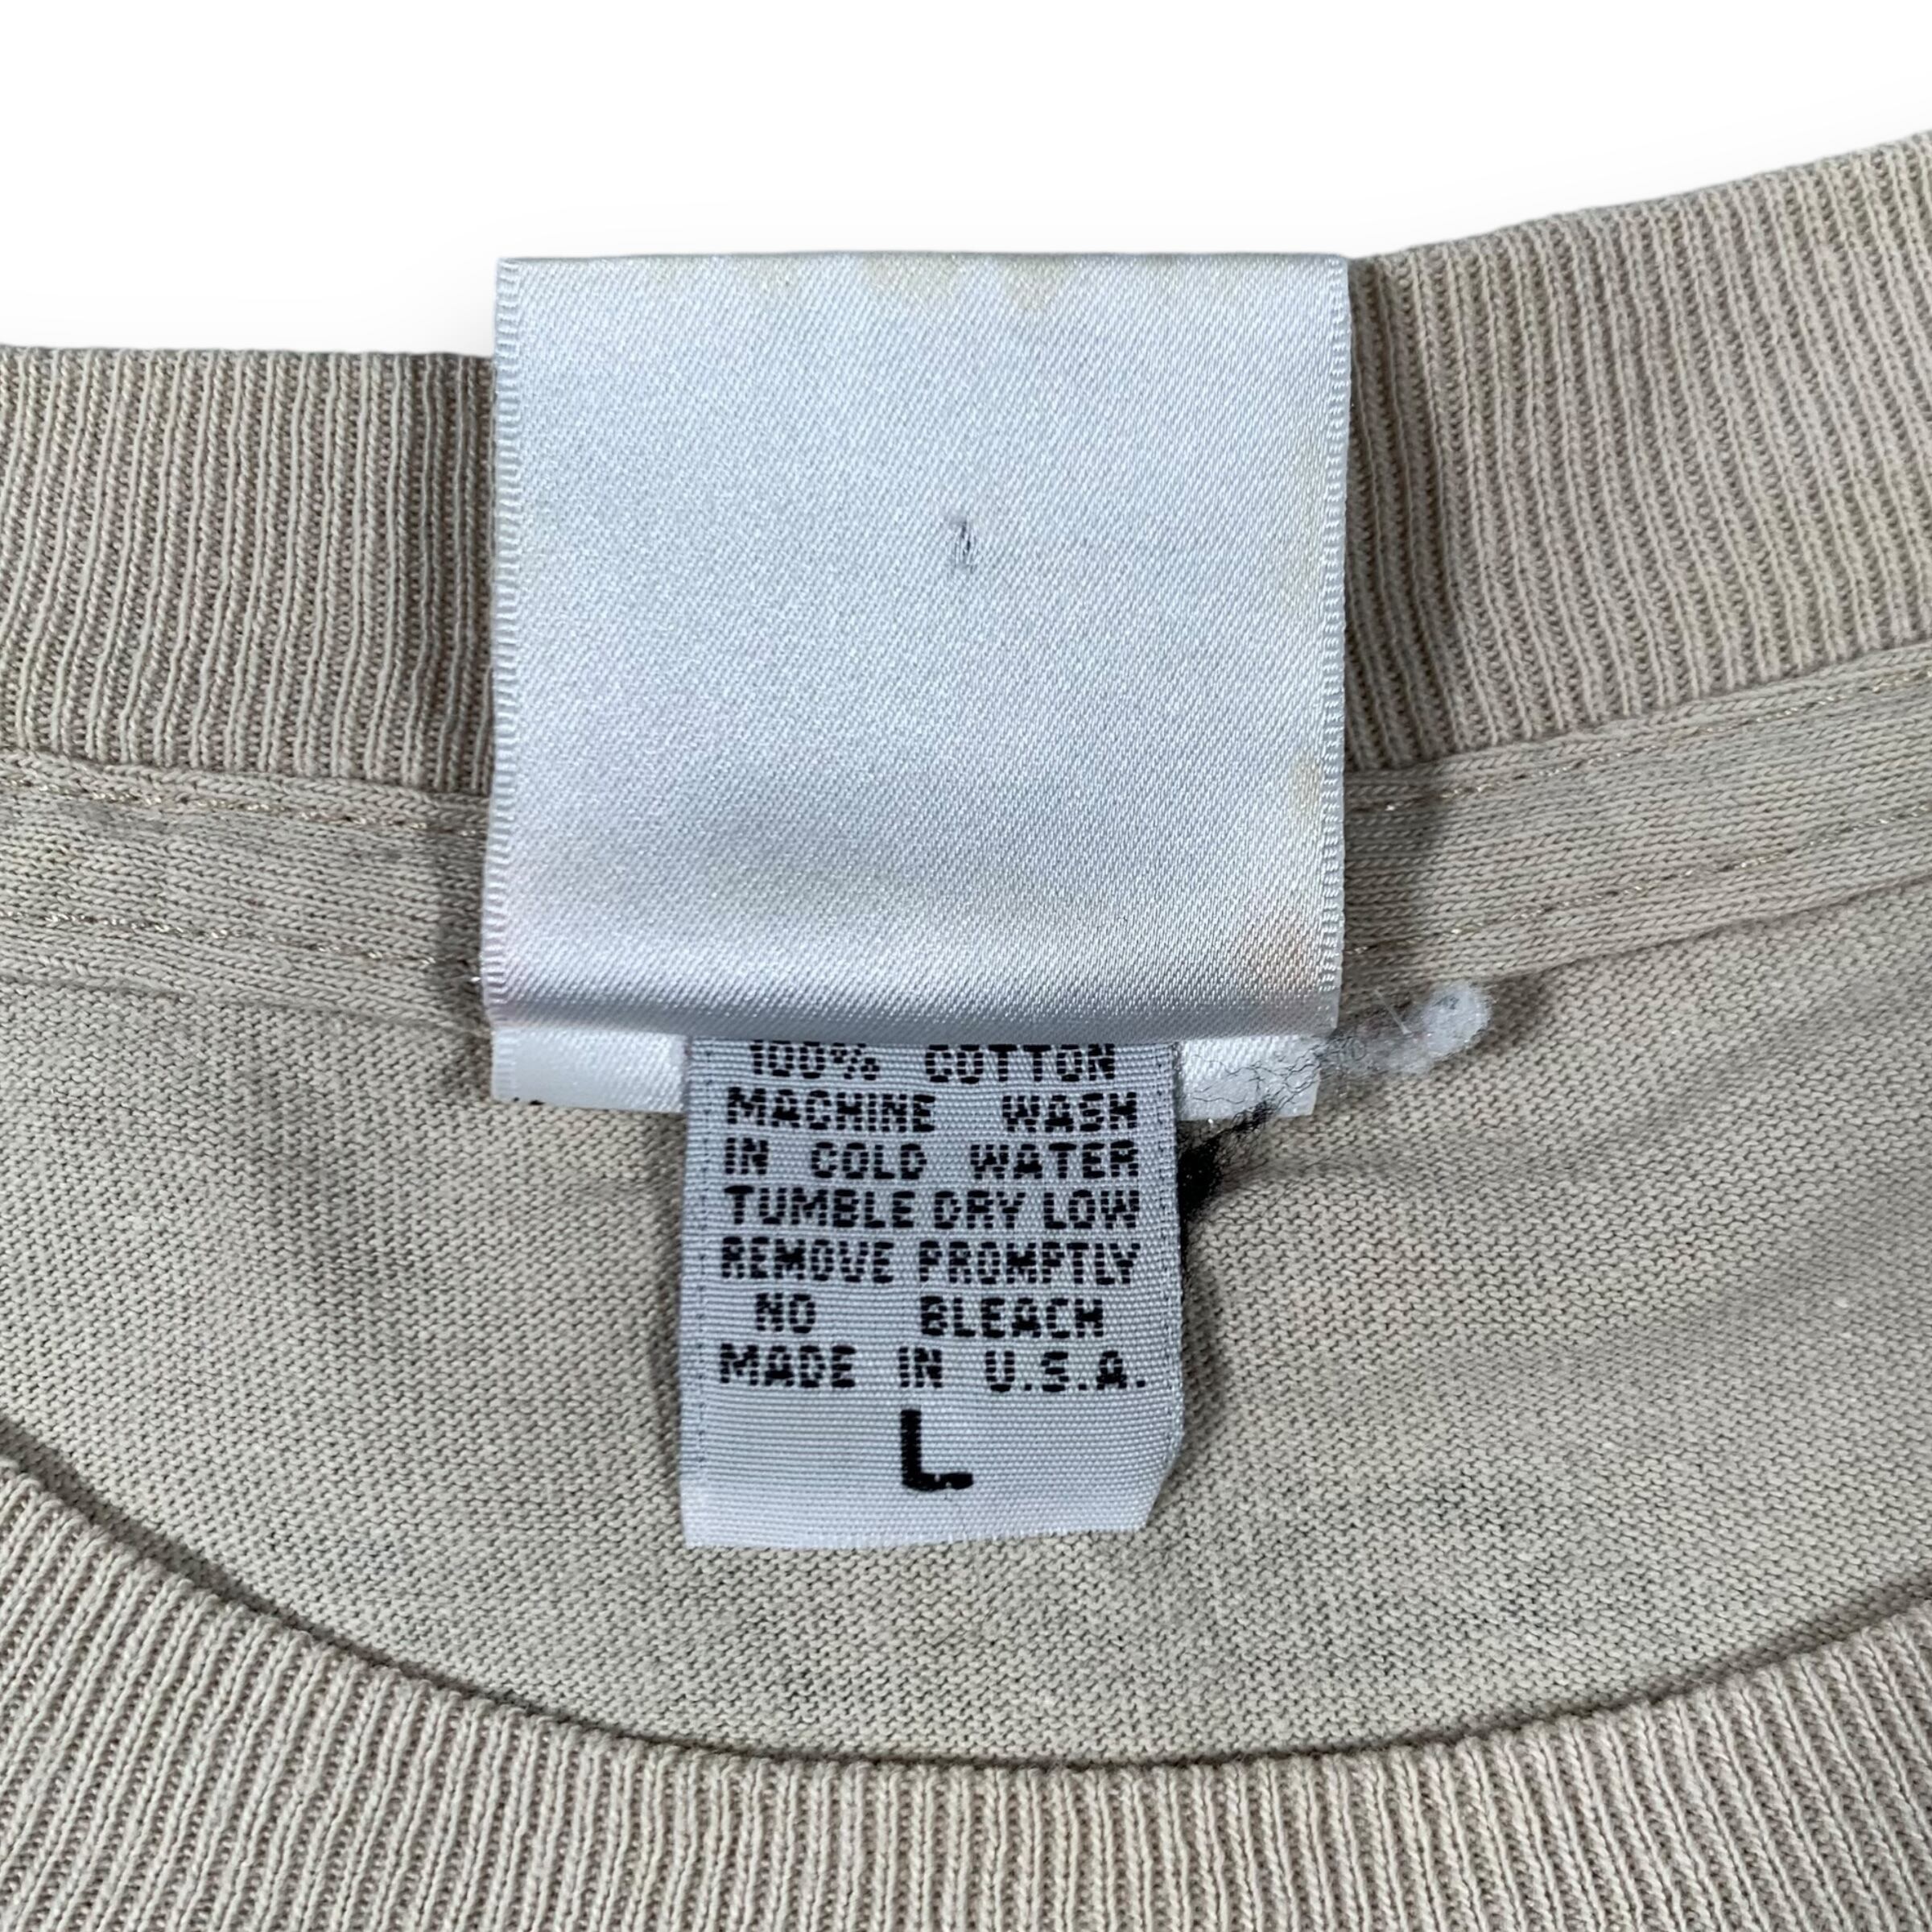 100% COTTON
MACHINE WASH
IN COLD WATER
TUMBLE DRY LOW
REMOVE PROMPTLY
NO BLEACH
MADE IN U.S.A.
L